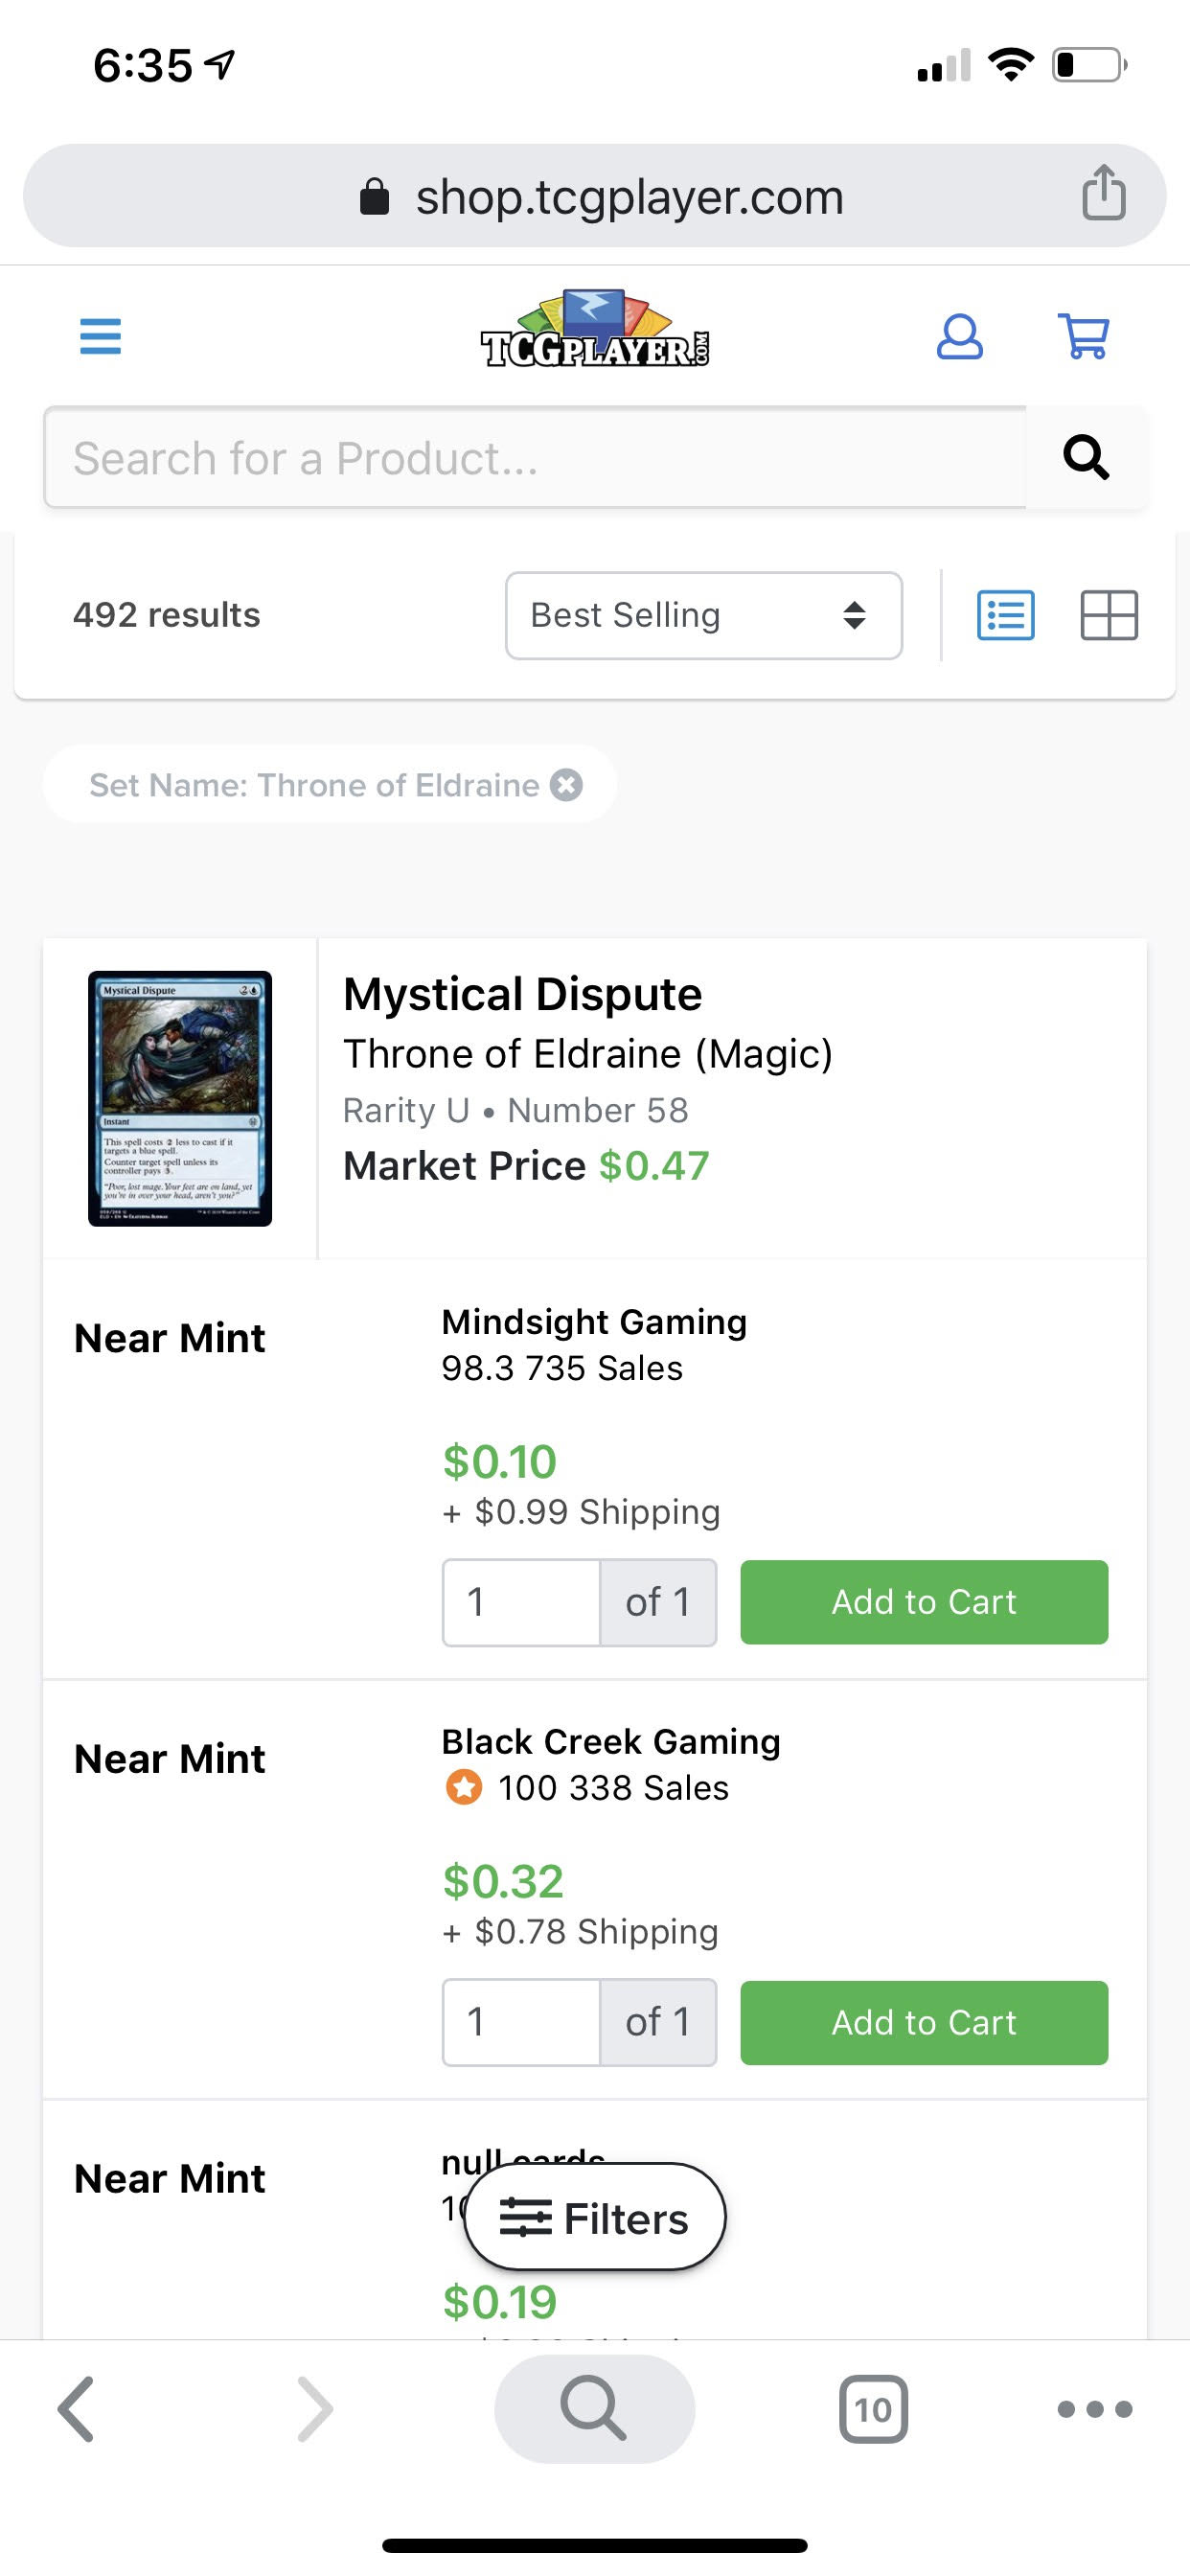 6:35
shop.tcgplayer.com
TCGPLAYER.COM
Search for a Product...
492 results
Best Selling
Set Name: Throne of Eldraine
Mystical Dispute
Instant
This spell costs 2 less to cast if it
targets a blue spell.
Counter target spell unless its
controller pays 3.
"Poor, lost mage. Your feet are on land, yet
you're in over your head, aren't you?"
Mystical Dispute
Throne of Eldraine (Magic)
Rarity U • Number 58
Market Price $0.47
Near Mint
Mindsight Gaming
98.3 735 Sales
$0.10
+ $0.99 Shipping
1 of 1
Add to Cart
Near Mint
Black Creek Gaming
100 338 Sales
$0.32
+ $0.78 Shipping
1 of 1
Add to Cart
Near Mint
null cards
Filters
$0.19
10